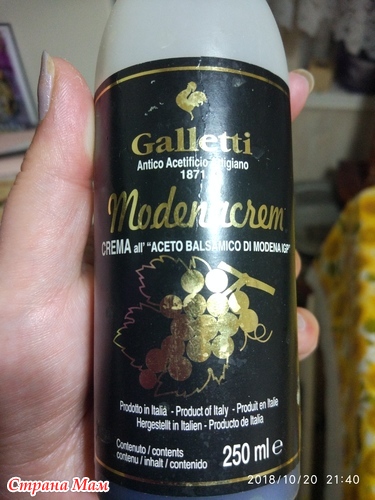 Galletti
Antico Acetificio Artigiano
1871
Modenacrem
CREMA all' "ACETO BALSAMICO DI MODENA IGP"
Prodotto in Italia - Product of Italy - Produit en Italie
Hergestellt in Italien - Producto de Italia
Contenuto / contents
contenu / inhalt / contenido
250 ml e
2018/10/20 21:40
Страна Мам